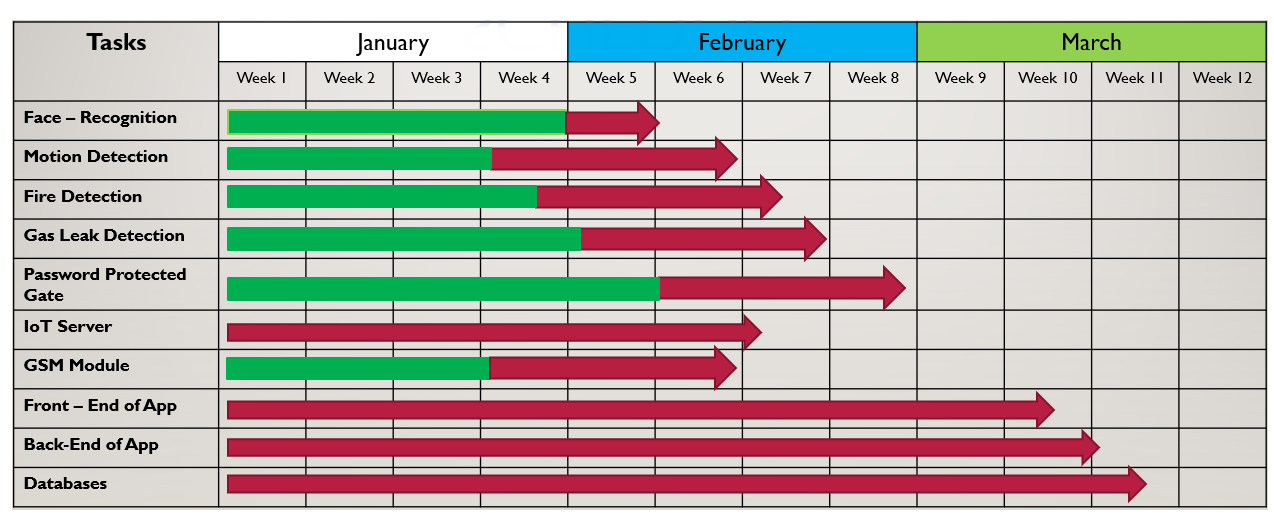 Tasks January February March
Week 1 Week 2 Week 3 Week 4 Week 5 Week 6 Week 7 Week 8 Week 9 Week 10 Week 11 Week 12
Face – Recognition
Motion Detection
Fire Detection
Gas Leak Detection
Password Protected
Gate
IoT Server
GSM Module
Front – End of App
Back-End of App
Databases